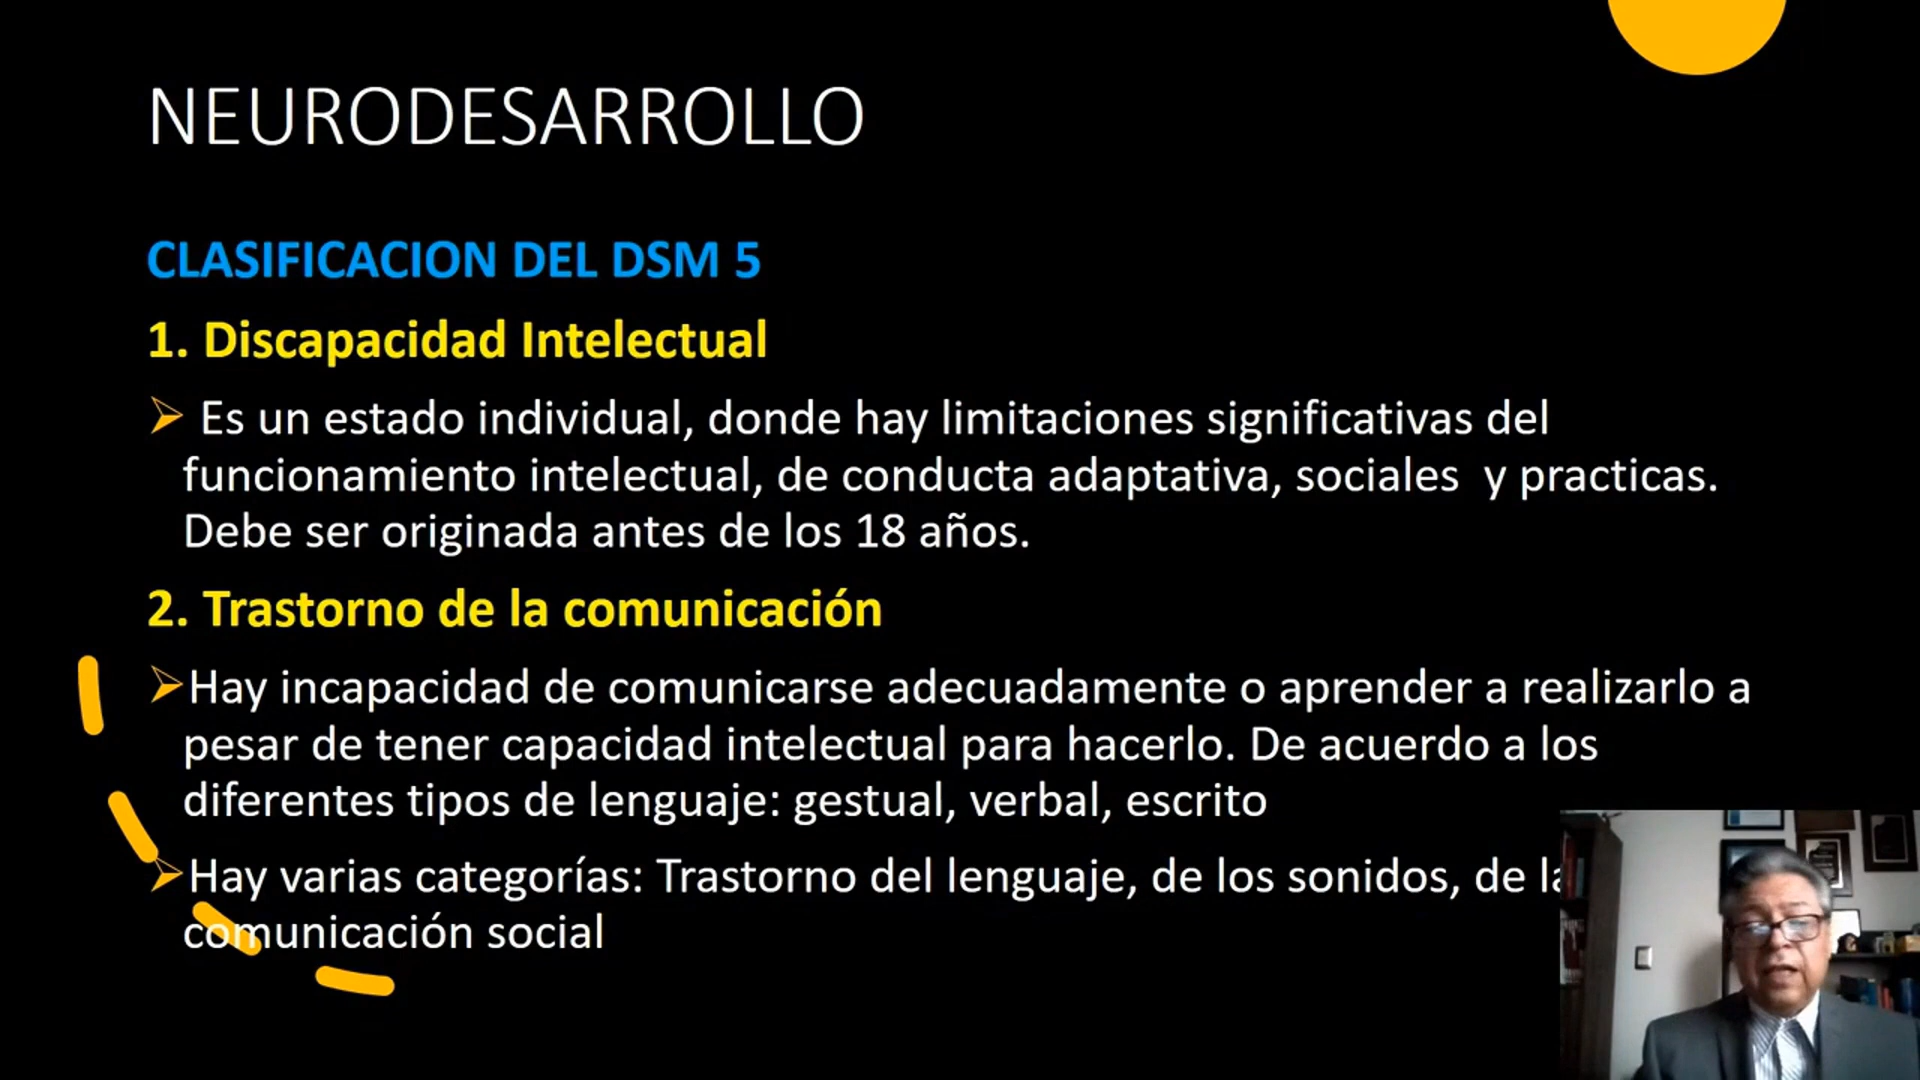 NEURODESARROLLO
CLASIFICACION DEL DSM 5
1. Discapacidad Intelectual
Es un estado individual, donde hay limitaciones significativas del
funcionamiento intelectual, de conducta adaptativa, sociales y practicas.
Debe ser originada antes de los 18 años.
2. Trastorno de la comunicación
Hay incapacidad de comunicarse adecuadamente o aprender a realizarlo a
pesar de tener capacidad intelectual para hacerlo. De acuerdo a los
diferentes tipos de lenguaje: gestual, verbal, escrito
Hay varias categorías: Trastorno del lenguaje, de los sonidos, de la
comunicación social